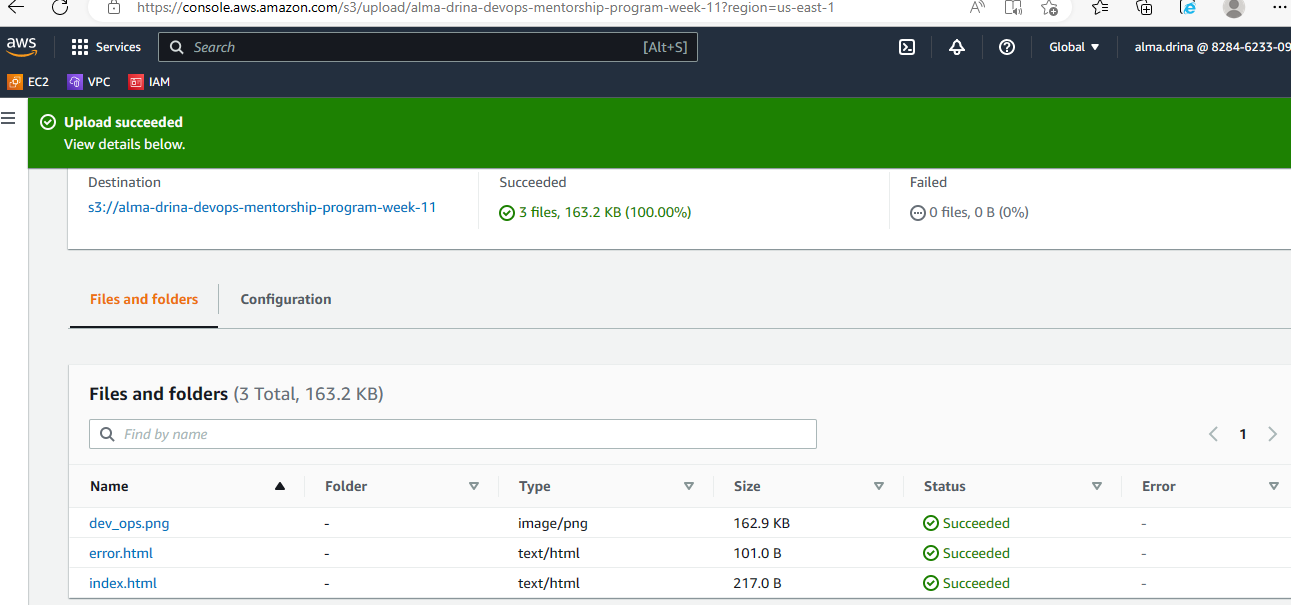 https://console.aws.amazon.com/s3/upload/alma-drina-devops-mentorship-program-week-11?region=us-east-1
aws Services Search [Alt+S] Global ▼ alma.drina @ 8284-6233-09
EC2 VPC IAM
Upload succeeded
View details below.
Destination Succeeded Failed
s3://alma-drina-devops-mentorship-program-week-11 3 files, 163.2 KB (100.00%) 0 files, 0 B (0%)
Files and folders Configuration
Files and folders (3 Total, 163.2 KB)
Find by name 1
Name Folder Type Size Status Error
dev_ops.png - image/png 162.9 KB Succeeded -
error.html - text/html 101.0 B Succeeded -
index.html - text/html 217.0 B Succeeded -